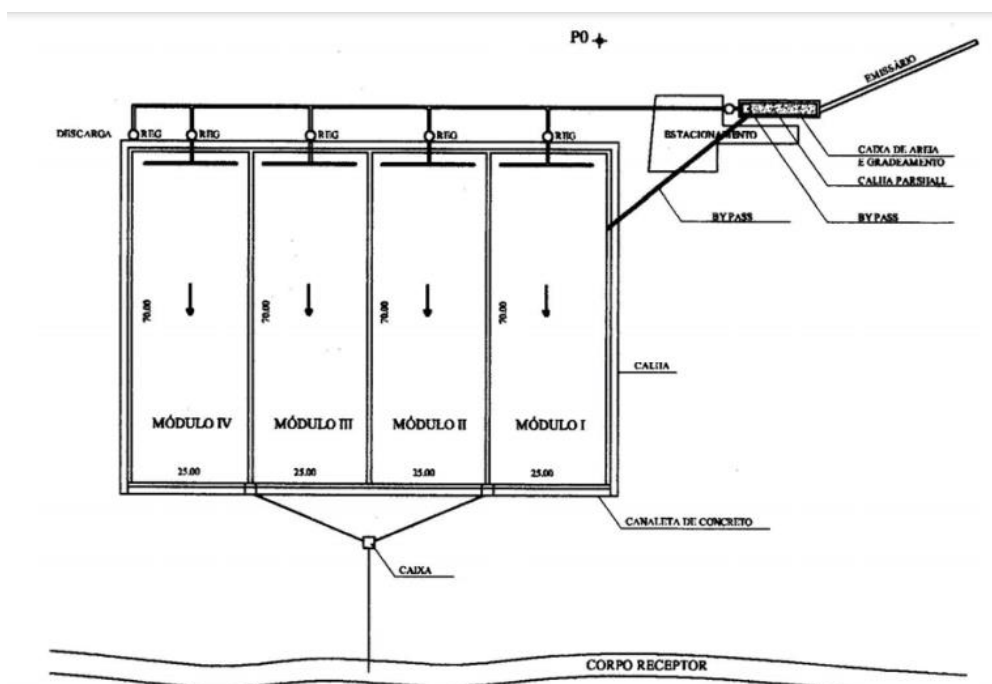 P0
EMISSÁRIO
DESCARGA
REG
REG
REG
REG
REG
ESTACIONAMENTO
CAIXA DE AREIA
E GRADEAMENTO
CALHA PARSHALL
BY PASS
BY PASS
70.00
70.00
70.00
70.00
CALHA
MÓDULO IV
MÓDULO III
MÓDULO II
MÓDULO I
25.00
25.00
25.00
25.00
CANALETA DE CONCRETO
CAIXA
CORPO RECEPTOR